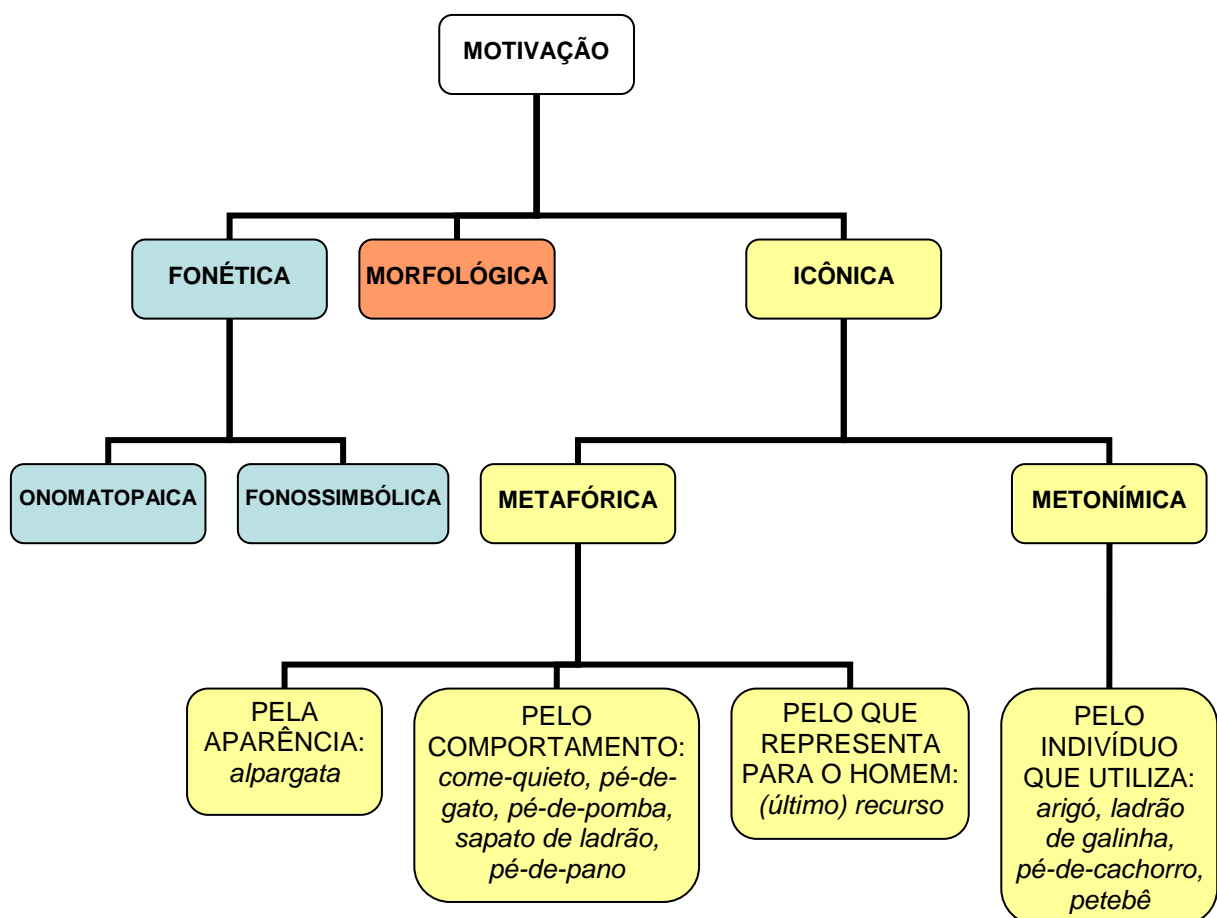 MOTIVAÇÃO
FONÉTICA
MORFOLÓGICA
ICÔNICA
ONOMATOPAICA
FONOSSIMBÓLICA
METAFÓRICA
METONÍMICA
PELA
APARÊNCIA:
alpargata
PELO
COMPORTAMENTO:
come-quieto, pé-de-
gato, pé-de-pomba,
sapato de ladrão,
pé-de-pano
PELO QUE
REPRESENTA
PARA O HOMEM:
(último) recurso
PELO
INDIVÍDUO
QUE UTILIZA:
arigó, ladrão
de galinha,
pé-de-cachorro,
petebê